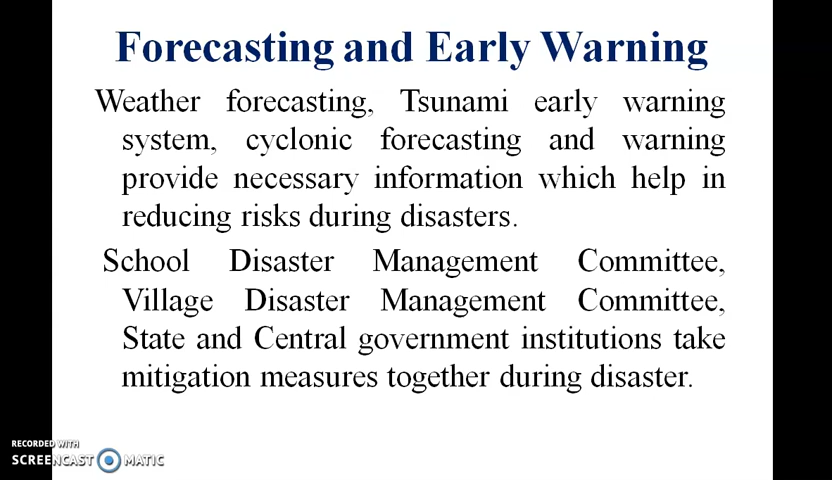 Forecasting and Early Warning
Weather forecasting, Tsunami early warning
system, cyclonic forecasting and warning
provide necessary information which help in
reducing risks during disasters.
School Disaster Management Committee,
Village Disaster Management Committee,
State and Central government institutions take
mitigation measures together during disaster.
RECORDED WITH
SCREENCAST MATIC